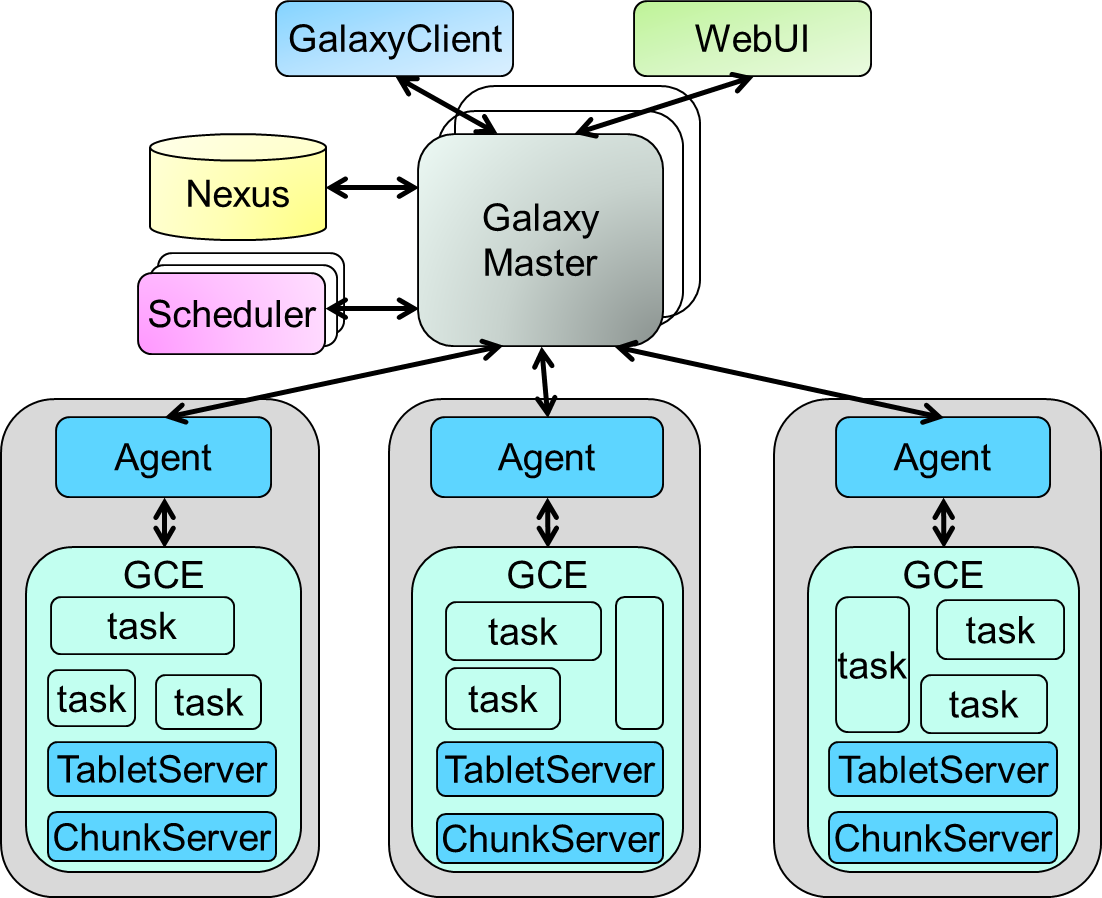 GalaxyClient
WebUI
Nexus
Galaxy
Master
Scheduler
Agent
GCE
task
task
task
TabletServer
ChunkServer
Agent
GCE
task
task
TabletServer
ChunkServer
Agent
GCE
task
task
task
TabletServer
ChunkServer